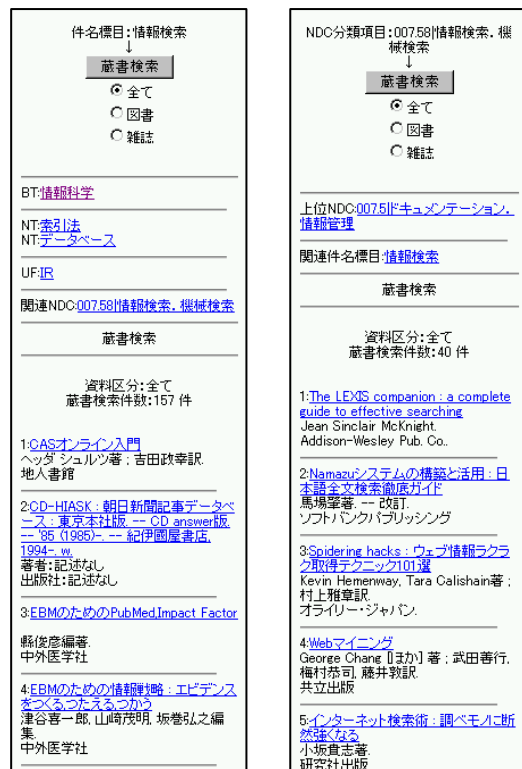 件名標目:情報検索
↓
蔵書検索
全て
図書
雑誌
BT:情報科学
NT:索引法
NT:データベース
UF:IR
関連NDC:007.58|情報検索. 機械検索
蔵書検索
資料区分:全て
蔵書検索件数:157 件
1:CASオンライン入門
ヘッダ シュルツ著 ; 吉田政幸訳.
地人書館
2:CD-HIASK : 朝日新聞記事データベ
ース : 東京本社版. -- CD answer版.
-- '85 (1985)-. -- 紀伊國屋書店,
1994-. w.
著者:記述なし
出版社:記述なし
3:EBMのためのPubMed,Impact Factor
縣俊彦編著.
中外医学社
4:EBMのための情報戦略 : エビデンス
をつくる,つたえる,つかう
津谷喜一郎, 山崎茂明, 坂巻弘之編
集.
中外医学社
NDC分類項目:007.58|情報検索. 機
械検索
↓
蔵書検索
全て
図書
雑誌
上位NDC:007.5|ドキュメンテーション.
情報管理
関連件名標目:情報検索
蔵書検索
資料区分:全て
蔵書検索件数:40 件
1:The LEXIS companion : a complete
guide to effective searching
Jean Sinclair McKnight.
Addison-Wesley Pub. Co..
2:Namazuシステムの構築と活用 : 日
本語全文検索徹底ガイド
馬場肇著. -- 改訂.
ソフトバンクパブリッシング
3:Spidering hacks : ウェブ情報ラクラ
ク取得テクニック101選
Kevin Hemenway, Tara Calishain著 ;
村上雅章訳.
オライリー・ジャパン.
4:Webマイニング
George Chang [ほか] 著 ; 武田善行,
梅村恭司, 藤井敦訳.
共立出版
5:インターネット検索術 : 調べモノに断
然強くなる
小坂貴志著.
研究社出版